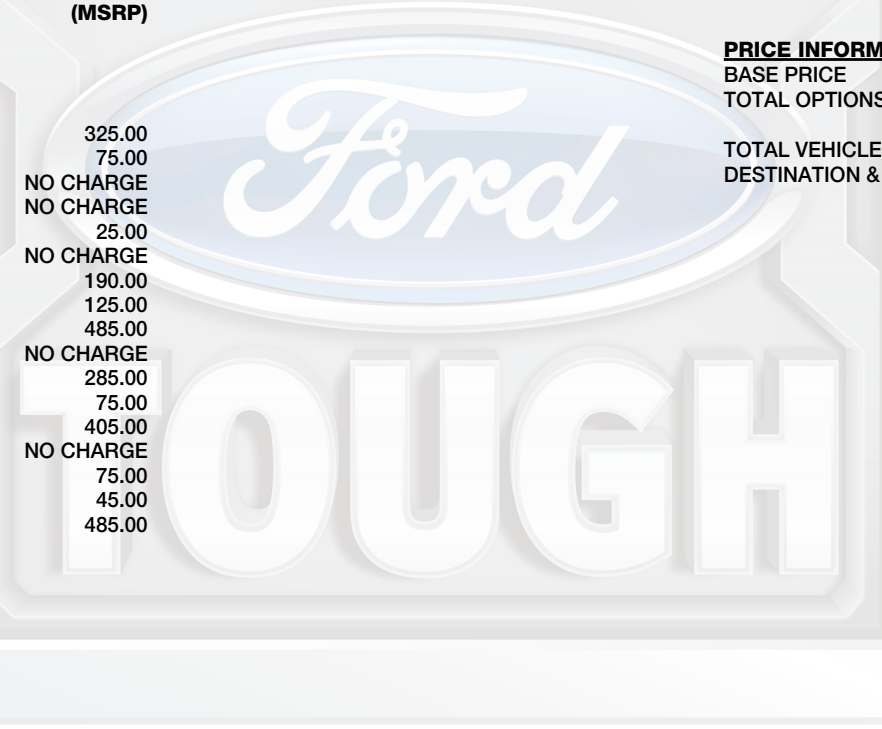 (MSRP)
325.00
75.00
NO CHARGE
NO CHARGE
25.00
NO CHARGE
190.00
125.00
485.00
NO CHARGE
285.00
75.00
405.00
NO CHARGE
75.00
45.00
485.00
PRICE INFORM
BASE PRICE
TOTAL OPTIONS
TOTAL VEHICLE
DESTINATION &
Ford
TOUGH